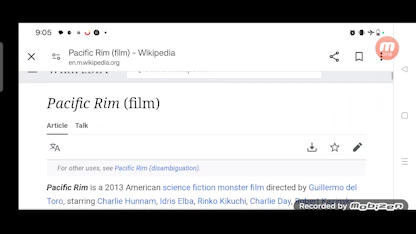 9:05
Pacific Rim (film) – Wikipedia
en.m.wikipedia.org
Pacific Rim (film)
Article Talk
For other uses, see Pacific Rim (disambiguation).
Pacific Rim is a 2013 American science fiction monster film directed by Guillermo del
Toro, starring Charlie Hunnam, Idris Elba, Rinko Kikuchi, Charlie Day,
Recorded by Mobizen